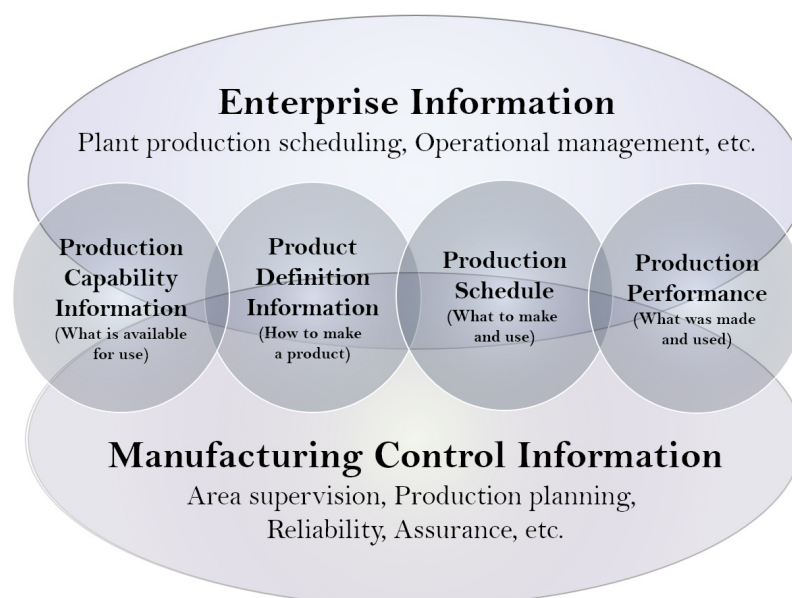 Enterprise Information
Plant production scheduling, Operational management, etc.
Production
Capability
Information
(What is available
for use)
Product
Definition
Information
(How to make
a product)
Production
Schedule
(What to make
and use)
Production
Performance
(What was made
and used)
Manufacturing Control Information
Area supervision, Production planning,
Reliability, Assurance, etc.